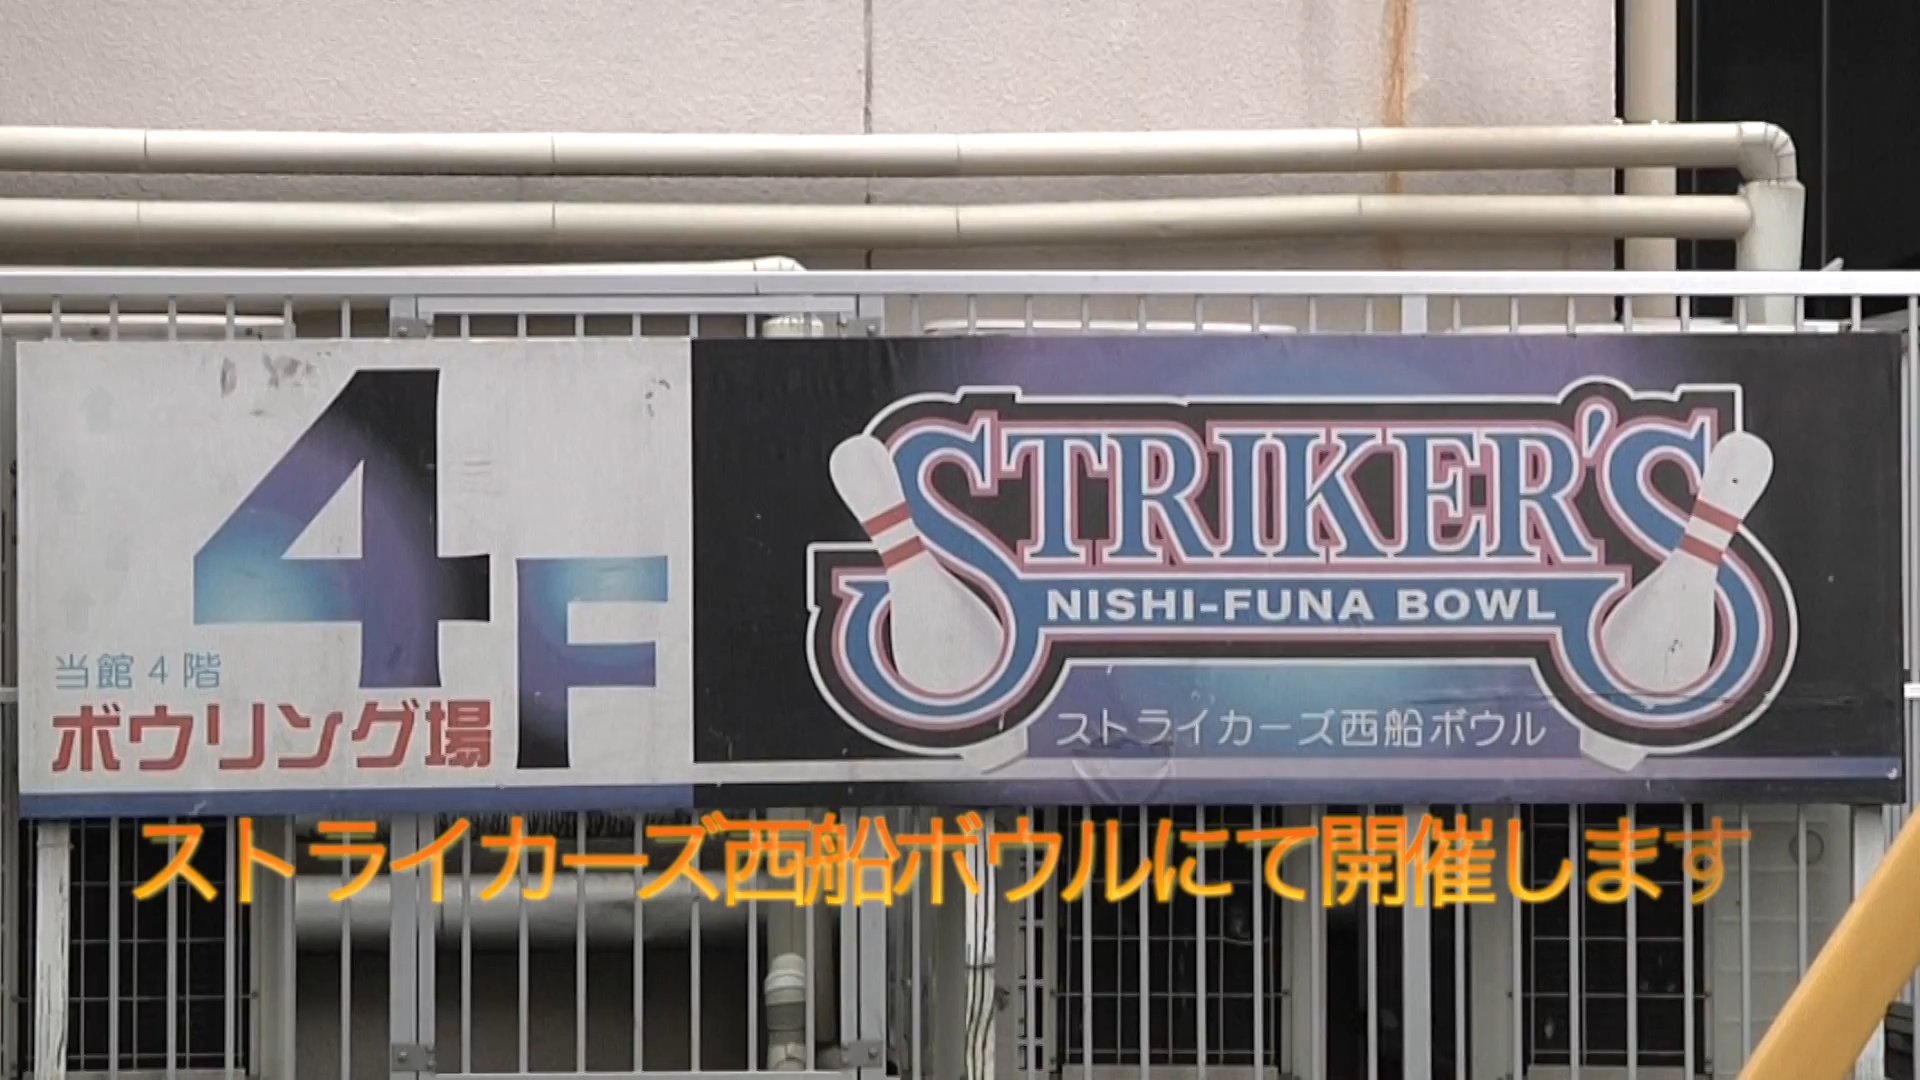 4F
当館4階
ボウリング場
STRIKER'S
NISHI-FUNA BOWL
ストライカーズ西船ボウル
ストライカーズ西船ボウルにて開催します